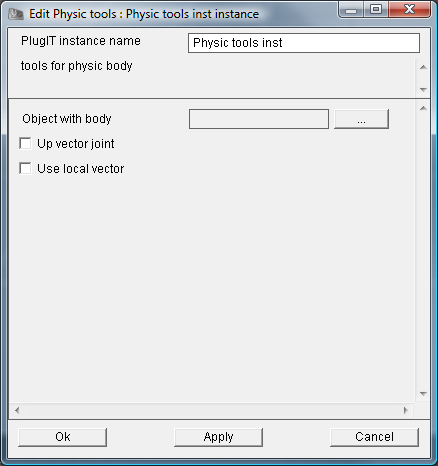 Edit Physic tools : Physic tools inst instance
PlugIT instance name Physic tools inst
tools for physic body
Object with body ...
Up vector joint
Use local vector
Ok Apply Cancel